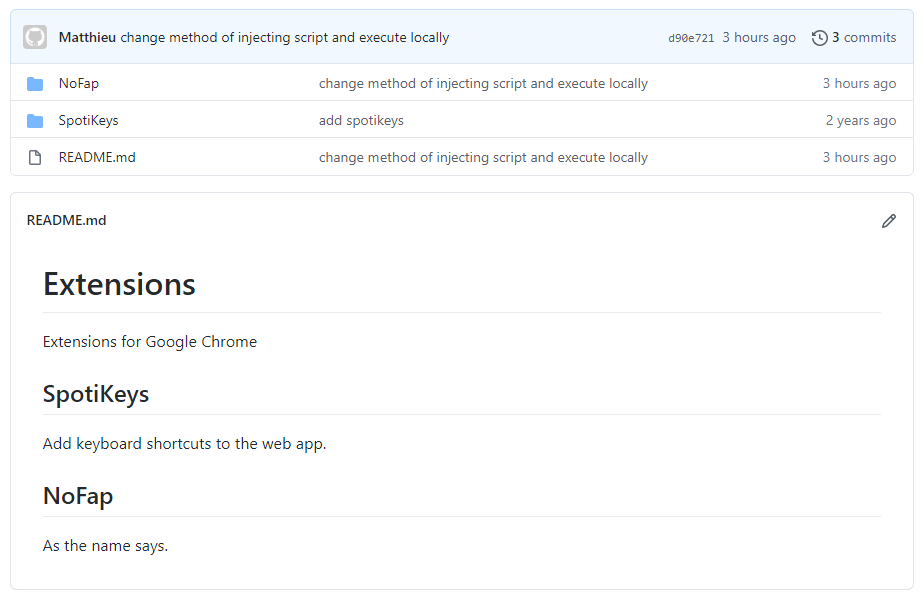 Matthieu change method of injecting script and execute locally d90e721 3 hours ago 3 commits
NoFap change method of injecting script and execute locally 3 hours ago
SpotiKeys add spotikeys 2 years ago
README.md change method of injecting script and execute locally 3 hours ago
README.md
Extensions
Extensions for Google Chrome
SpotiKeys
Add keyboard shortcuts to the web app.
NoFap
As the name says.